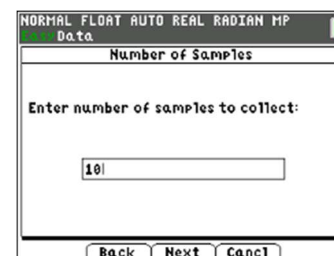 NORMAL FLOAT AUTO REAL RADIAN MP
EasyData
Number of Samples
Enter number of samples to collect:
10
Back Next Cancl